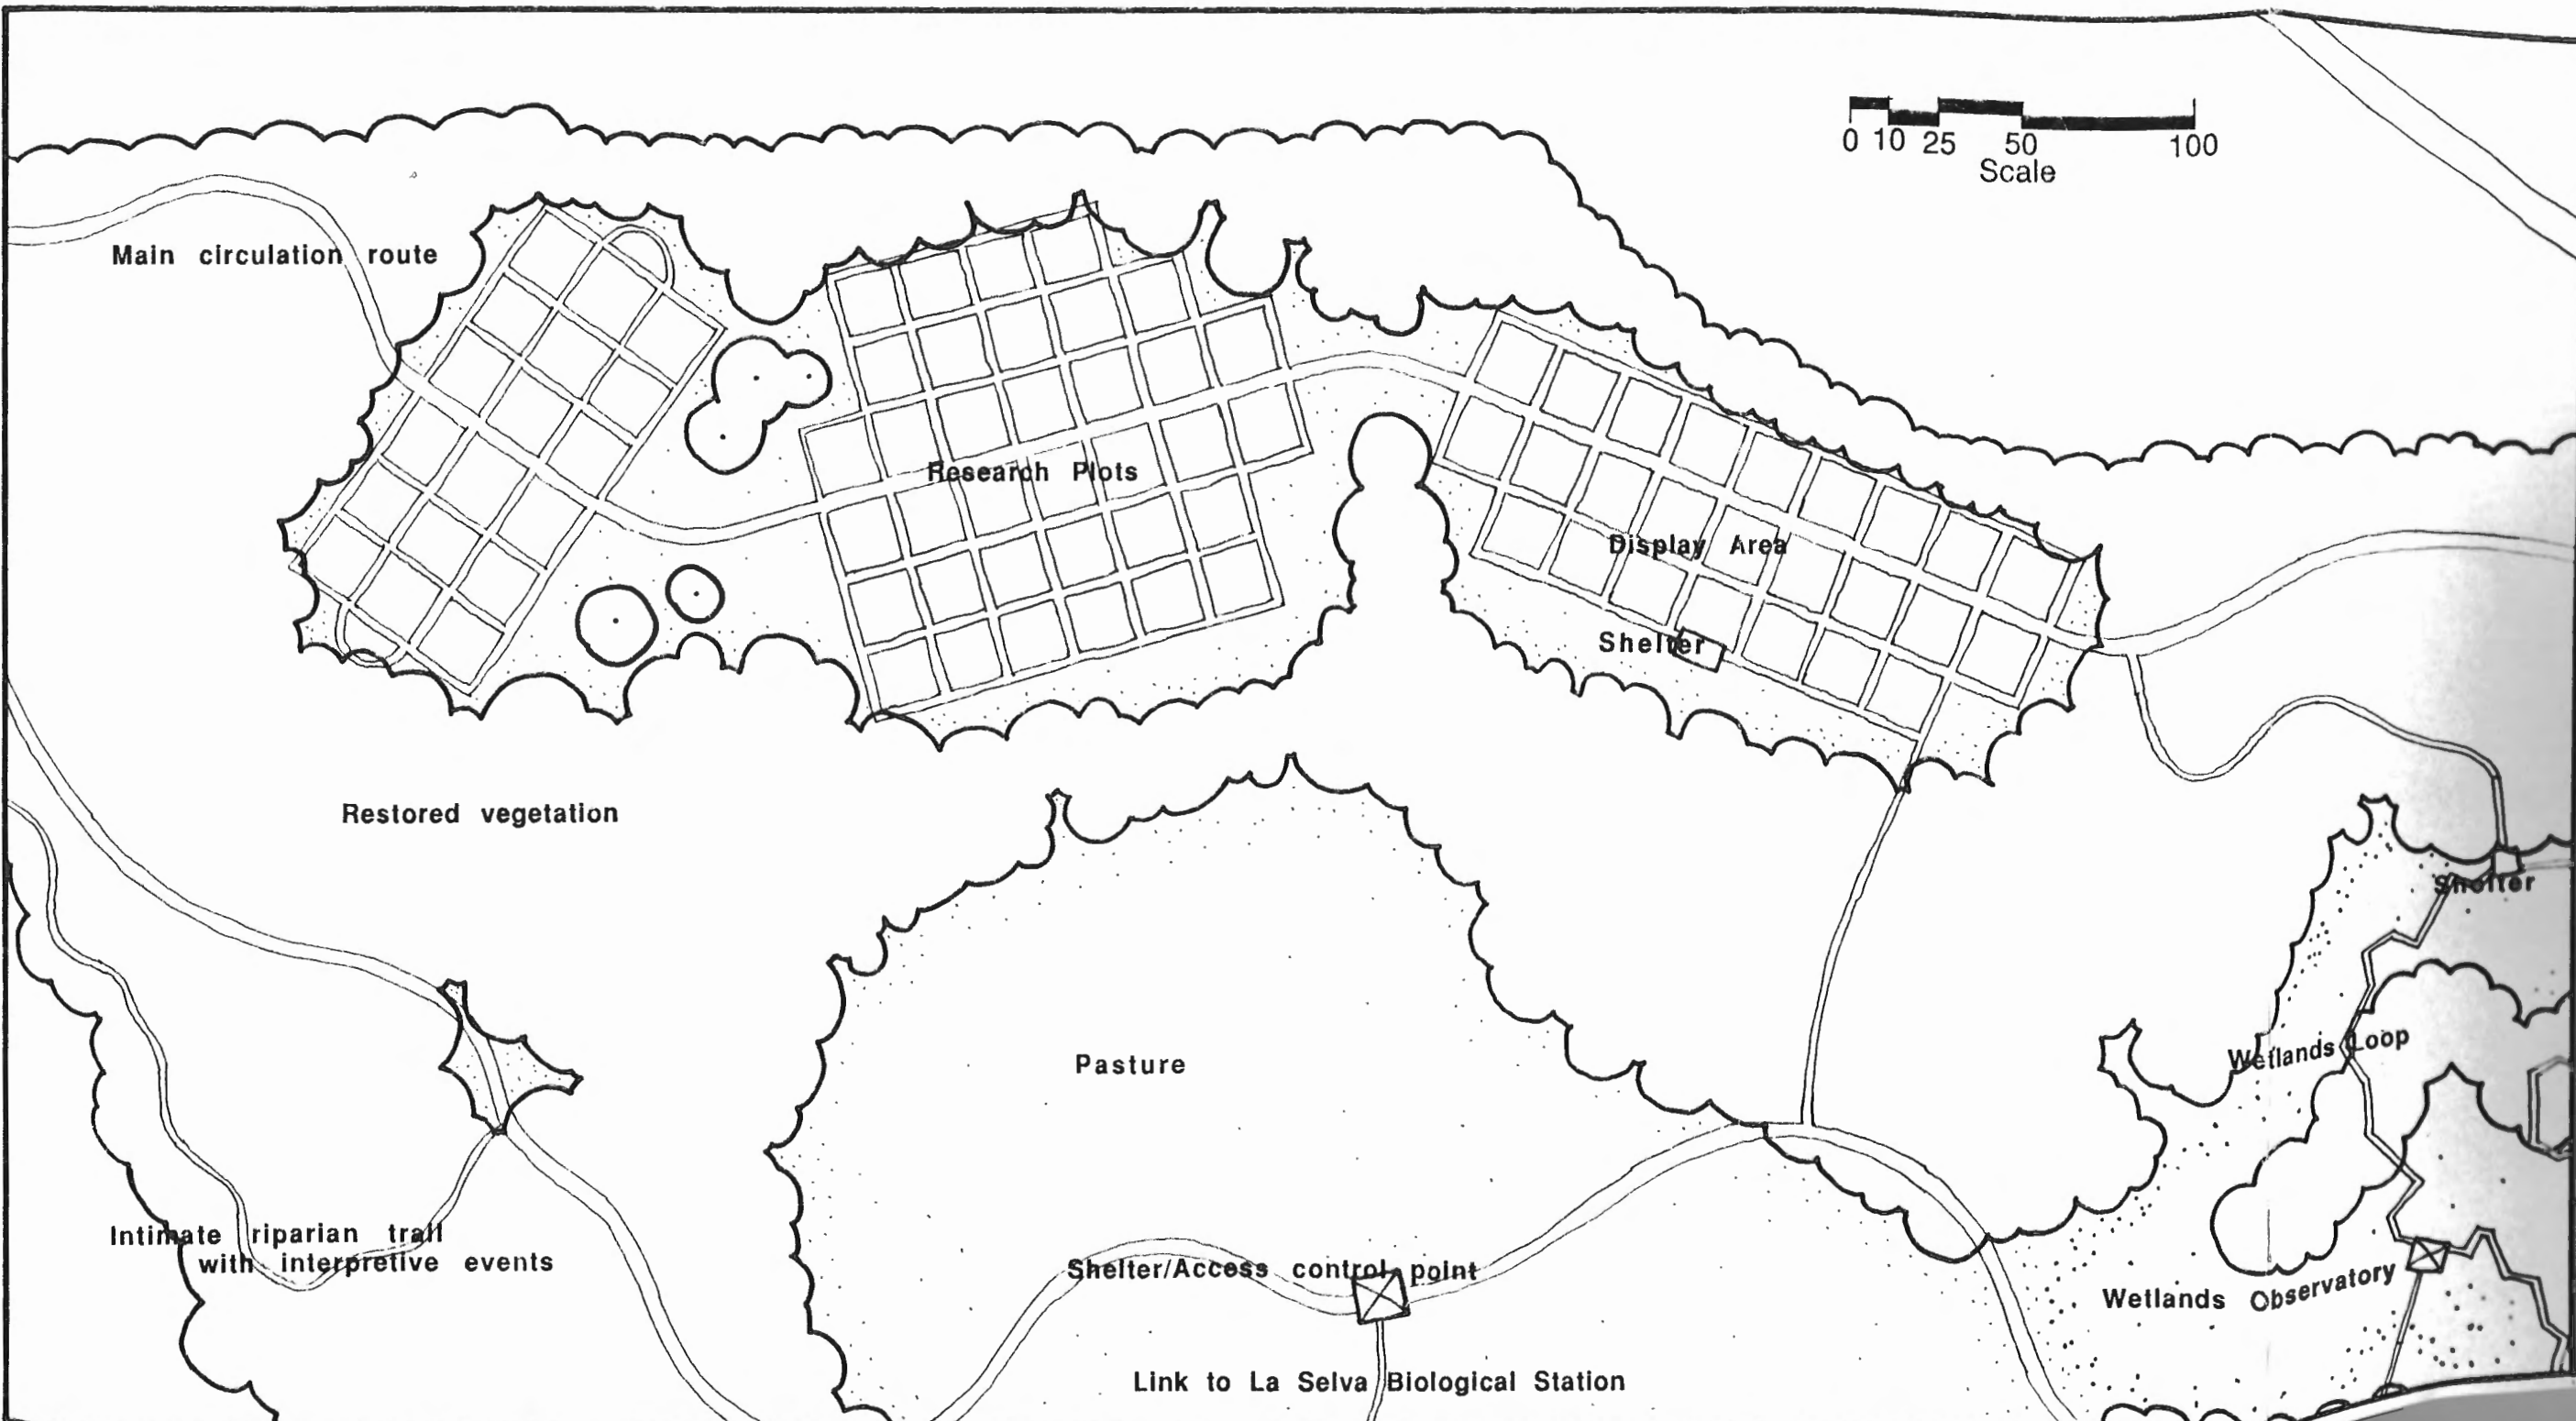 0 10 25 50 100
Scale
Main circulation route
Research Plots
Display Area
Shelter
Restored vegetation
Shelter
Pasture
Wetlands Loop
Intimate riparian trail
with interpretive events
Shelter/Access control point
Wetlands Observatory
Link to La Selva Biological Station